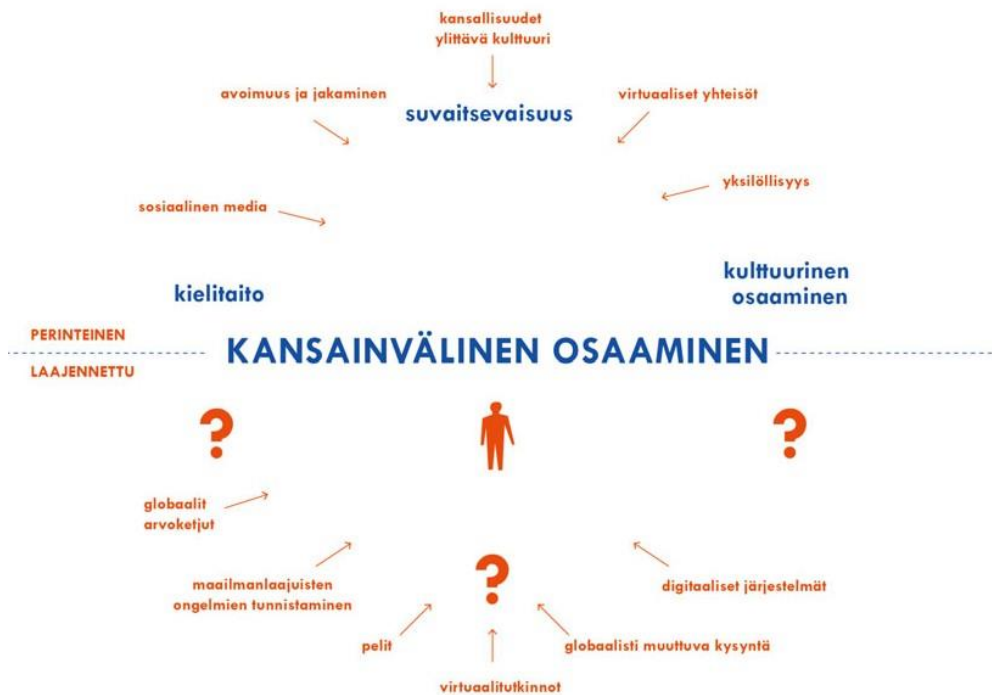 kansallisuudet
ylittävä kulttuuri
avoimuus ja jakaminen
suvaitsevaisuus
virtuaaliset yhteisöt
yksilöllisyys
sosiaalinen media
kielitaito
kulttuurinen
osaaminen
PERINTEINEN
KANSAINVÄLINEN OSAAMINEN
LAAJENNETTU
?
?
globaalit
arvoketjut
?
maailmanlaajuisten
ongelmien tunnistaminen
digitaaliset järjestelmät
pelit
globaalisti muuttuva kysyntä
virtuaalitutkinnot